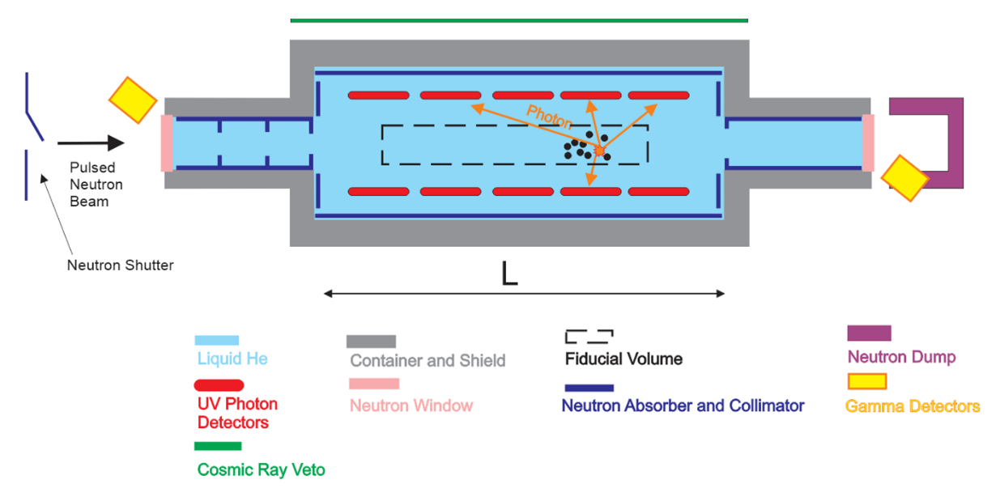 Photon
Pulsed
Neutron
Beam
Neutron Shutter
L
Liquid He
Container and Shield
Fiducial Volume
Neutron Dump
UV Photon
Detectors
Neutron Window
Neutron Absorber and Collimator
Gamma Detectors
Cosmic Ray Veto